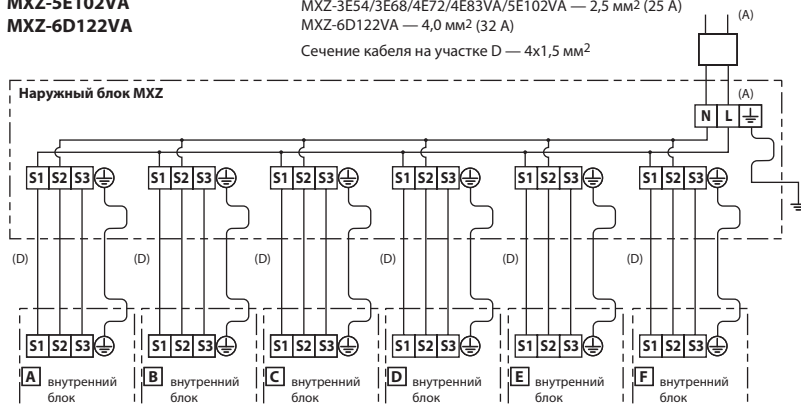 MXZ-5E102VA
MXZ-6D122VA
MXZ-3E54/3E68/4E72/4E83VA/5E102VA — 2,5 мм² (25 А)
MXZ-6D122VA — 4,0 мм² (32 А)
Сечение кабеля на участке D — 4x1,5 мм²
(A)
Наружный блок MXZ
(A)
N L
S1 S2 S3 S1 S2 S3 S1 S2 S3 S1 S2 S3 S1 S2 S3 S1 S2 S3
(D) (D) (D) (D) (D) (D)
S1 S2 S3 S1 S2 S3 S1 S2 S3 S1 S2 S3 S1 S2 S3 S1 S2 S3
A внутренний B внутренний C внутренний D внутренний E внутренний F внутренний
блок блок блок блок блок блок